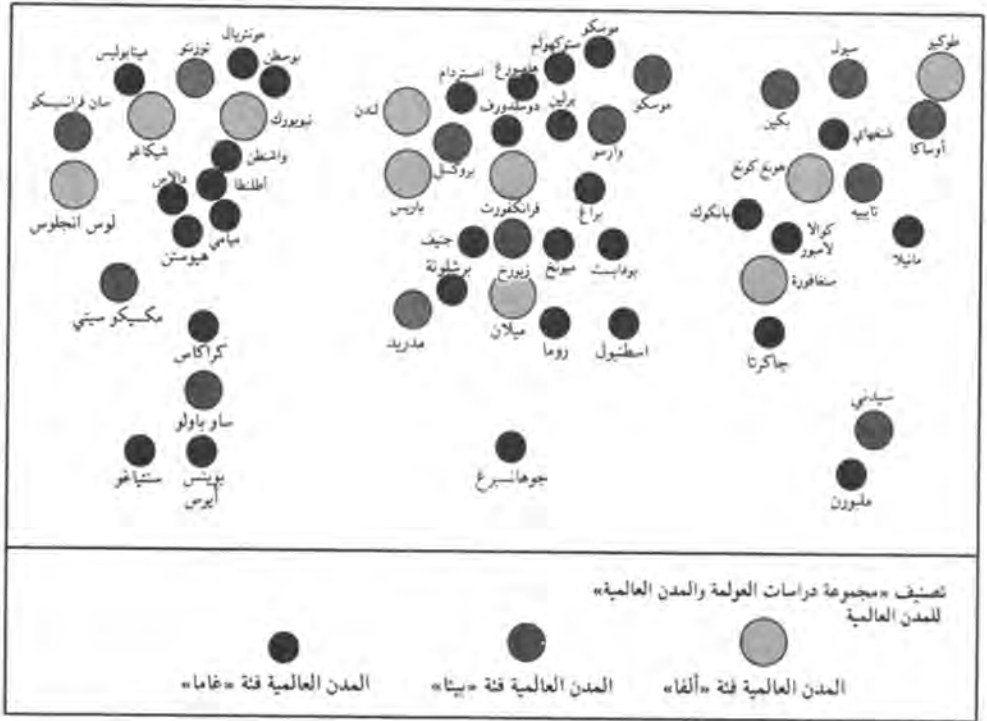 طوكيو
سيول
بكين
أوساكا
شنغهاي
هونغ كونغ
تايبيه
بانكوك
كوالا
لامبور
مانيلا
سنغافورة
جاكرتا
سيدني
ملبورن
موسكو
ستوكهولم
هامبورغ
امستردام
موسكو
لندن
دوسلدورف
برلين
وارسو
بروكسل
باريس
فرانكفورت
براغ
جنيف
زيورخ
ميونخ
بودابست
برشلونة
مدريد
ميلان
روما
اسطنبول
جوهانسبرغ
مونتريال
بوسطن
تورنتو
ميتابوليس
سان فرانسيسكو
نيويورك
شيكاغو
واشنطن
أطلنطا
دالاس
ميامي
لوس انجلوس
هيوستن
مكسيكو سيتي
كراكاس
ساو باولو
بوينس
أيرس
سنتياغو
تصنيف «مجموعة دراسات العولمة والمدن العالمية»
للمدن العالمية
المدن العالمية فئة «ألفا»
المدن العالمية فئة «بيتا»
المدن العالمية فئة «غاما»